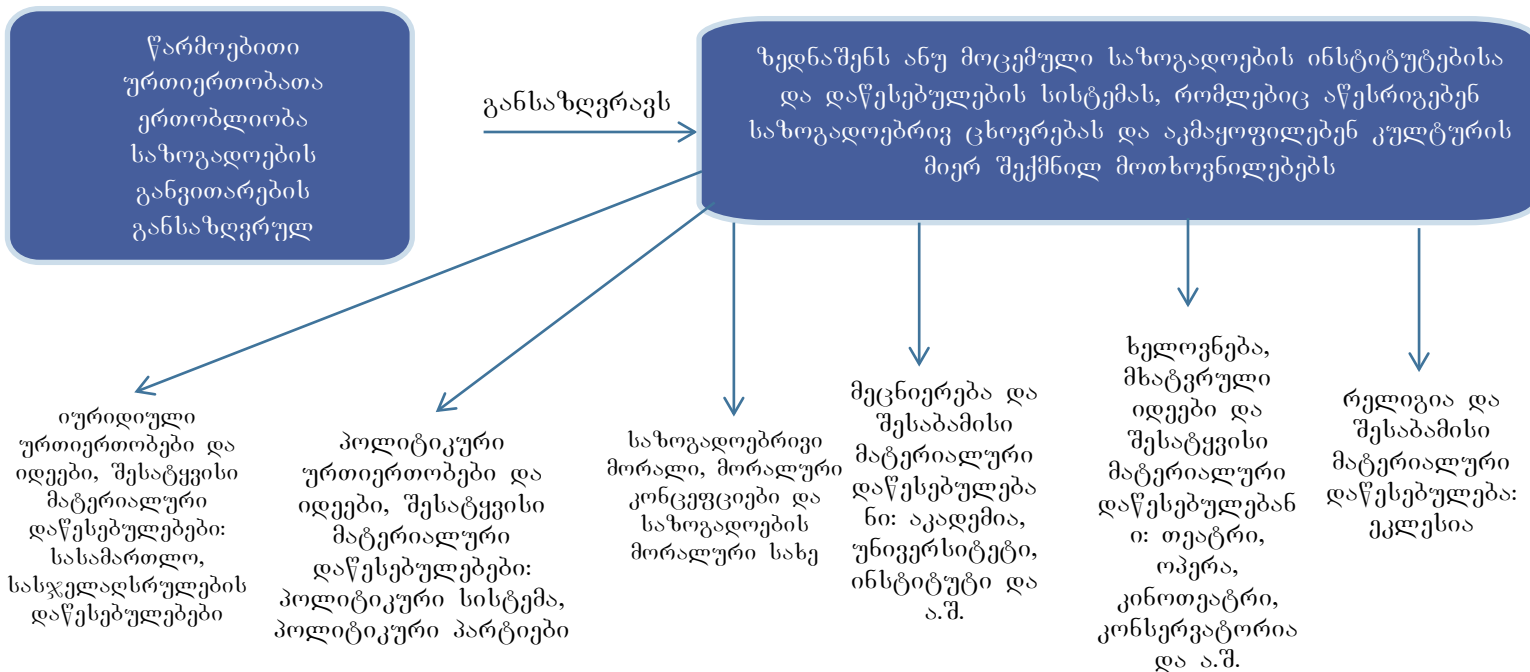 წარმოებითი
ურთიერთობათა
ერთობლიობა
საზოგადოების
განვითარების
განსაზღვრულ
განსაზღვრავს
ზედნაშენს ანუ მოცემული საზოგადოების ინსტიტუტებისა
და დაწესებულების სისტემას, რომლებიც აწესრიგებენ
საზოგადოებრივ ცხოვრებას და აკმაყოფილებენ კულტურის
მიერ შექმნილ მოთხოვნილებებს
იურიდიული
ურთიერთობები და
იდეები, შესატყვისი
მატერიალური
დაწესებულებები:
სასამართლო,
სასჯელაღსრულების
დაწესებულებები
პოლიტიკური
ურთიერთობები და
იდეები, შესატყვისი
მატერიალური
დაწესებულებები:
პოლიტიკური სისტემა,
პოლიტიკური პარტიები
საზოგადოებრივი
მორალი, მორალური
კონცეფციები და
საზოგადოების
მორალური სახე
მეცნიერება და
შესაბამისი
მატერიალური
დაწესებულება
ნი: აკადემია,
უნივერსიტეტი,
ინსტიტუტი და
ა.შ.
ხელოვნება,
მხატვრული
იდეები და
შესატყვისი
მატერიალური
დაწესებულებან
ი: თეატრი,
ოპერა,
კინოთეატრი,
კონსერვატორია
და ა.შ.
რელიგია და
შესაბამისი
მატერიალური
დაწესებულება:
ეკლესია